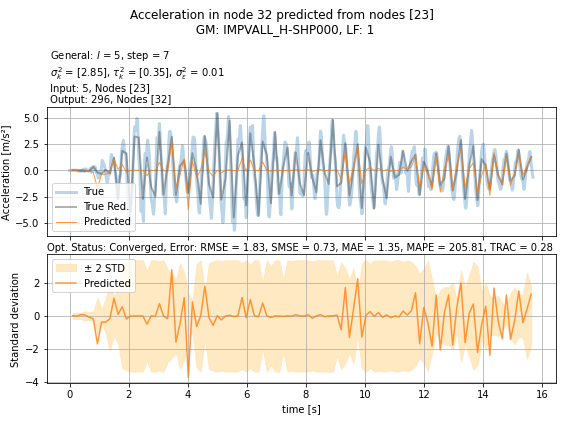 Acceleration in node 32 predicted from nodes [23]
GM: IMPVALL_H-SHP000, LF: 1
General: l = 5, step = 7
σ²ₖ = [2.85], τ²ₖ = [0.35], σ²ε = 0.01
Input: 5, Nodes [23]
Output: 296, Nodes [32]
Acceleration [m/s²]
5.0
2.5
0.0
−2.5
−5.0
True
True Red.
Predicted
Opt. Status: Converged, Error: RMSE = 1.83, SMSE = 0.73, MAE = 1.35, MAPE = 205.81, TRAC = 0.28
Standard deviation
2
0
−2
−4
± 2 STD
Predicted
0 2 4 6 8 10 12 14 16
time [s]